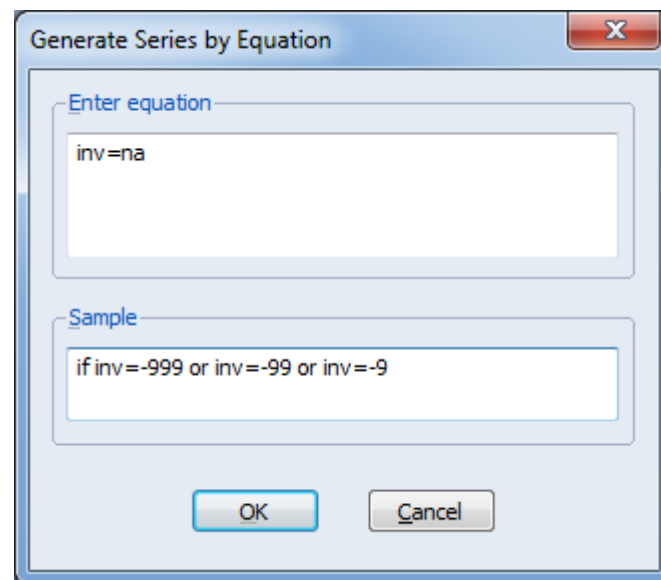 Generate Series by Equation
Enter equation
inv=na
Sample
if inv=-999 or inv=-99 or inv=-9
OK
Cancel